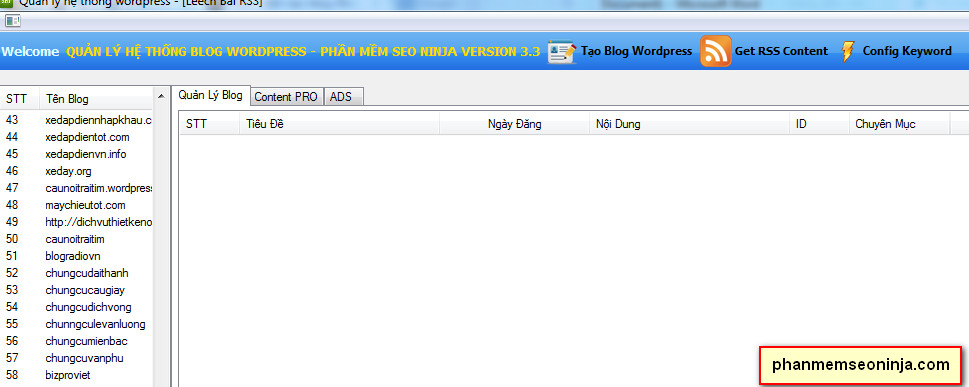 Quản lý hệ thống wordpress - [Leech Bài RSS]
Welcome QUẢN LÝ HỆ THỐNG BLOG WORDPRESS - PHẦN MỀM SEO NINJA VERSION 3.3 Tạo Blog Wordpress Get RSS Content Config Keyword
Quản Lý Blog Content PRO ADS
STT Tên Blog
STT Tiêu Đề Ngày Đăng Nội Dung ID Chuyên Mục
43 xedapdiennhapkhau.c
44 xedapdientot.com
45 xedapdienvn.info
46 xeday.org
47 caunoitraitim.wordpress
48 maychieutot.com
49 http://dichvuthietkeno
50 caunoitraitim
51 blogradiovn
52 chungcudaithanh
53 chungcucaugiay
54 chungcudichvong
55 chunngculevanluong
56 chungcumienbac
57 chungcuvanphu
58 bizproviet
phanmemseoninja.com